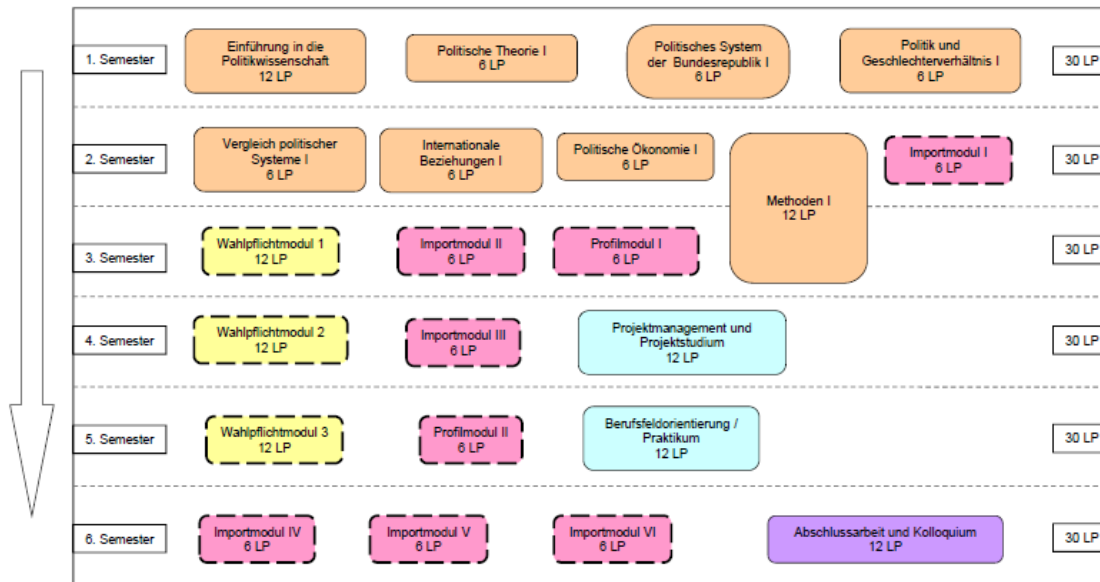 1. Semester
Einführung in die
Politikwissenschaft
12 LP
Politische Theorie I
6 LP
Politisches System
der Bundesrepublik I
6 LP
Politik und
Geschlechterverhältnis I
6 LP
30 LP
2. Semester
Vergleich politischer
Systeme I
6 LP
Internationale
Beziehungen I
6 LP
Politische Ökonomie I
6 LP
Methoden I
12 LP
Importmodul I
6 LP
30 LP
3. Semester
Wahlpflichtmodul 1
12 LP
Importmodul II
6 LP
Profilmodul I
6 LP
30 LP
4. Semester
Wahlpflichtmodul 2
12 LP
Importmodul III
6 LP
Projektmanagement und
Projektstudium
12 LP
30 LP
5. Semester
Wahlpflichtmodul 3
12 LP
Profilmodul II
6 LP
Berufsfeldorientierung /
Praktikum
12 LP
30 LP
6. Semester
Importmodul IV
6 LP
Importmodul V
6 LP
Importmodul VI
6 LP
Abschlussarbeit und Kolloquium
12 LP
30 LP